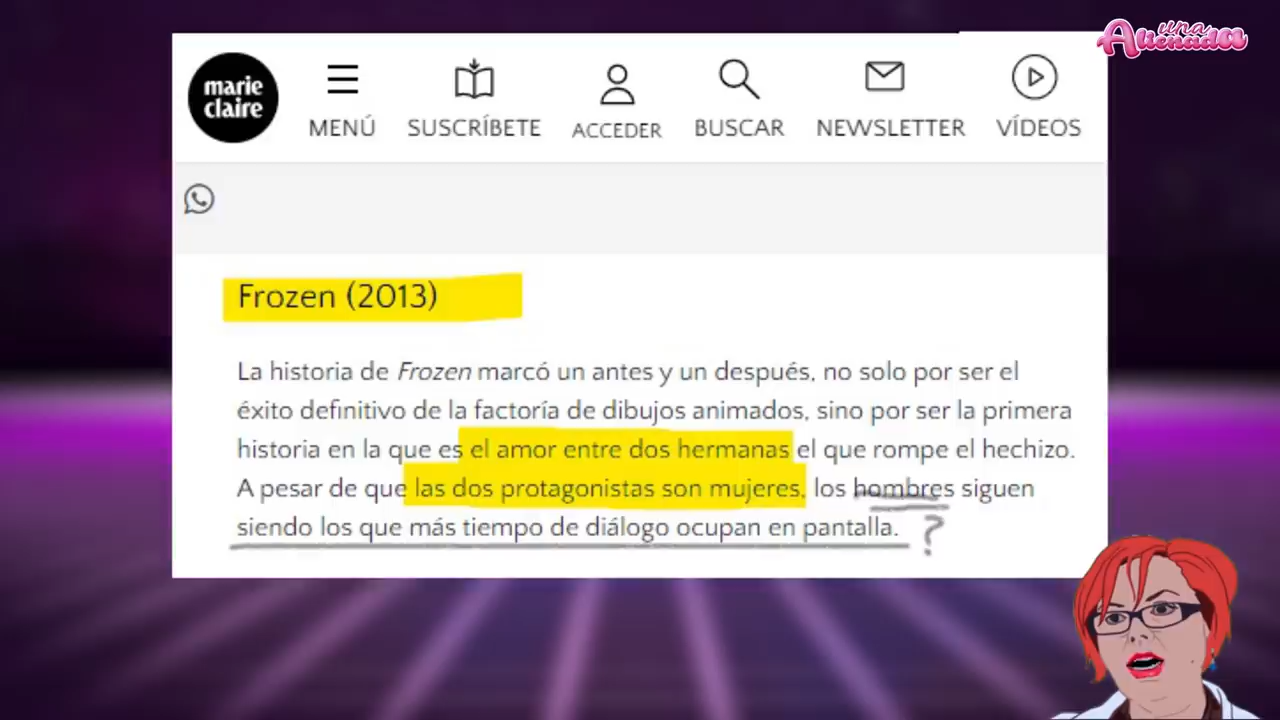 una
Alienada
marie
claire
MENÚ
SUSCRÍBETE
ACCEDER
BUSCAR
NEWSLETTER
VÍDEOS
Frozen (2013)
La historia de Frozen marcó un antes y un después, no solo por ser el
éxito definitivo de la factoría de dibujos animados, sino por ser la primera
historia en la que es el amor entre dos hermanas el que rompe el hechizo.
A pesar de que las dos protagonistas son mujeres, los hombres siguen
siendo los que más tiempo de diálogo ocupan en pantalla. ?